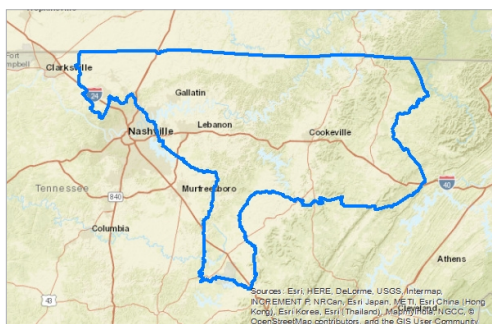 Fort
Campbell
Clarksville
24
Gallatin
Nashville
Lebanon
Cookeville
Tennessee
840
Murfreesboro
40
Columbia
Athens
43
Cleveland
Sources: Esri, HERE, DeLorme, USGS, Intermap,
INCREMENT P, NRCan, Esri Japan, METI, Esri China (Hong
Kong), Esri Korea, Esri (Thailand), MapmyIndia, NGCC, ©
OpenStreetMap contributors, and the GIS User Community